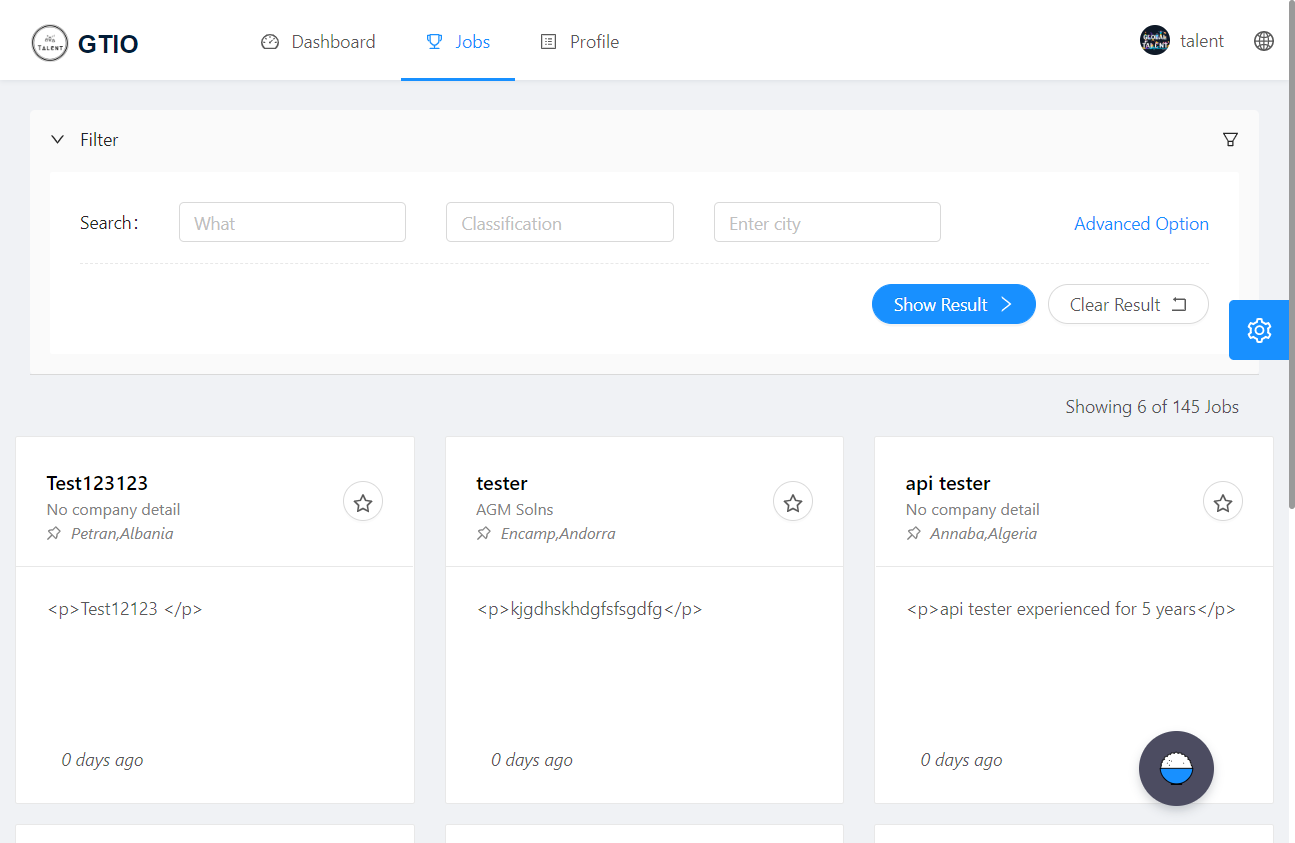 TALENT GTIO Dashboard Jobs Profile GLOBAL TALENT talent
Filter
Search: What Classification Enter city Advanced Option
Show Result Clear Result
Showing 6 of 145 Jobs
Test123123
No company detail
Petran,Albania
<p>Test12123 </p>
0 days ago
tester
AGM Solns
Encamp,Andorra
<p>kjgdhskhdgfsfsgdfg</p>
0 days ago
api tester
No company detail
Annaba,Algeria
<p>api tester experienced for 5 years</p>
0 days ago